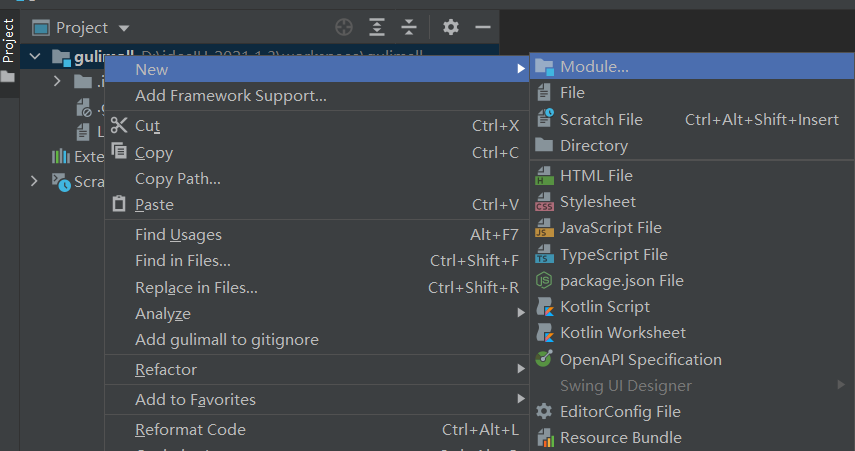 Project
Project
gulimall D:\ideaIU-2021.1.2\workspace\gulimall
New
Add Framework Support...
Cut Ctrl+X
Copy Ctrl+C
Copy Path...
Paste Ctrl+V
Find Usages Alt+F7
Find in Files... Ctrl+Shift+F
Replace in Files... Ctrl+Shift+R
Analyze
Add gulimall to gitignore
Refactor
Add to Favorites
Reformat Code Ctrl+Alt+L
Module...
File
Scratch File Ctrl+Alt+Shift+Insert
Directory
HTML File
Stylesheet
JavaScript File
TypeScript File
package.json File
Kotlin Script
Kotlin Worksheet
OpenAPI Specification
Swing UI Designer
EditorConfig File
Resource Bundle
.i
.g
L
Exte
Scra